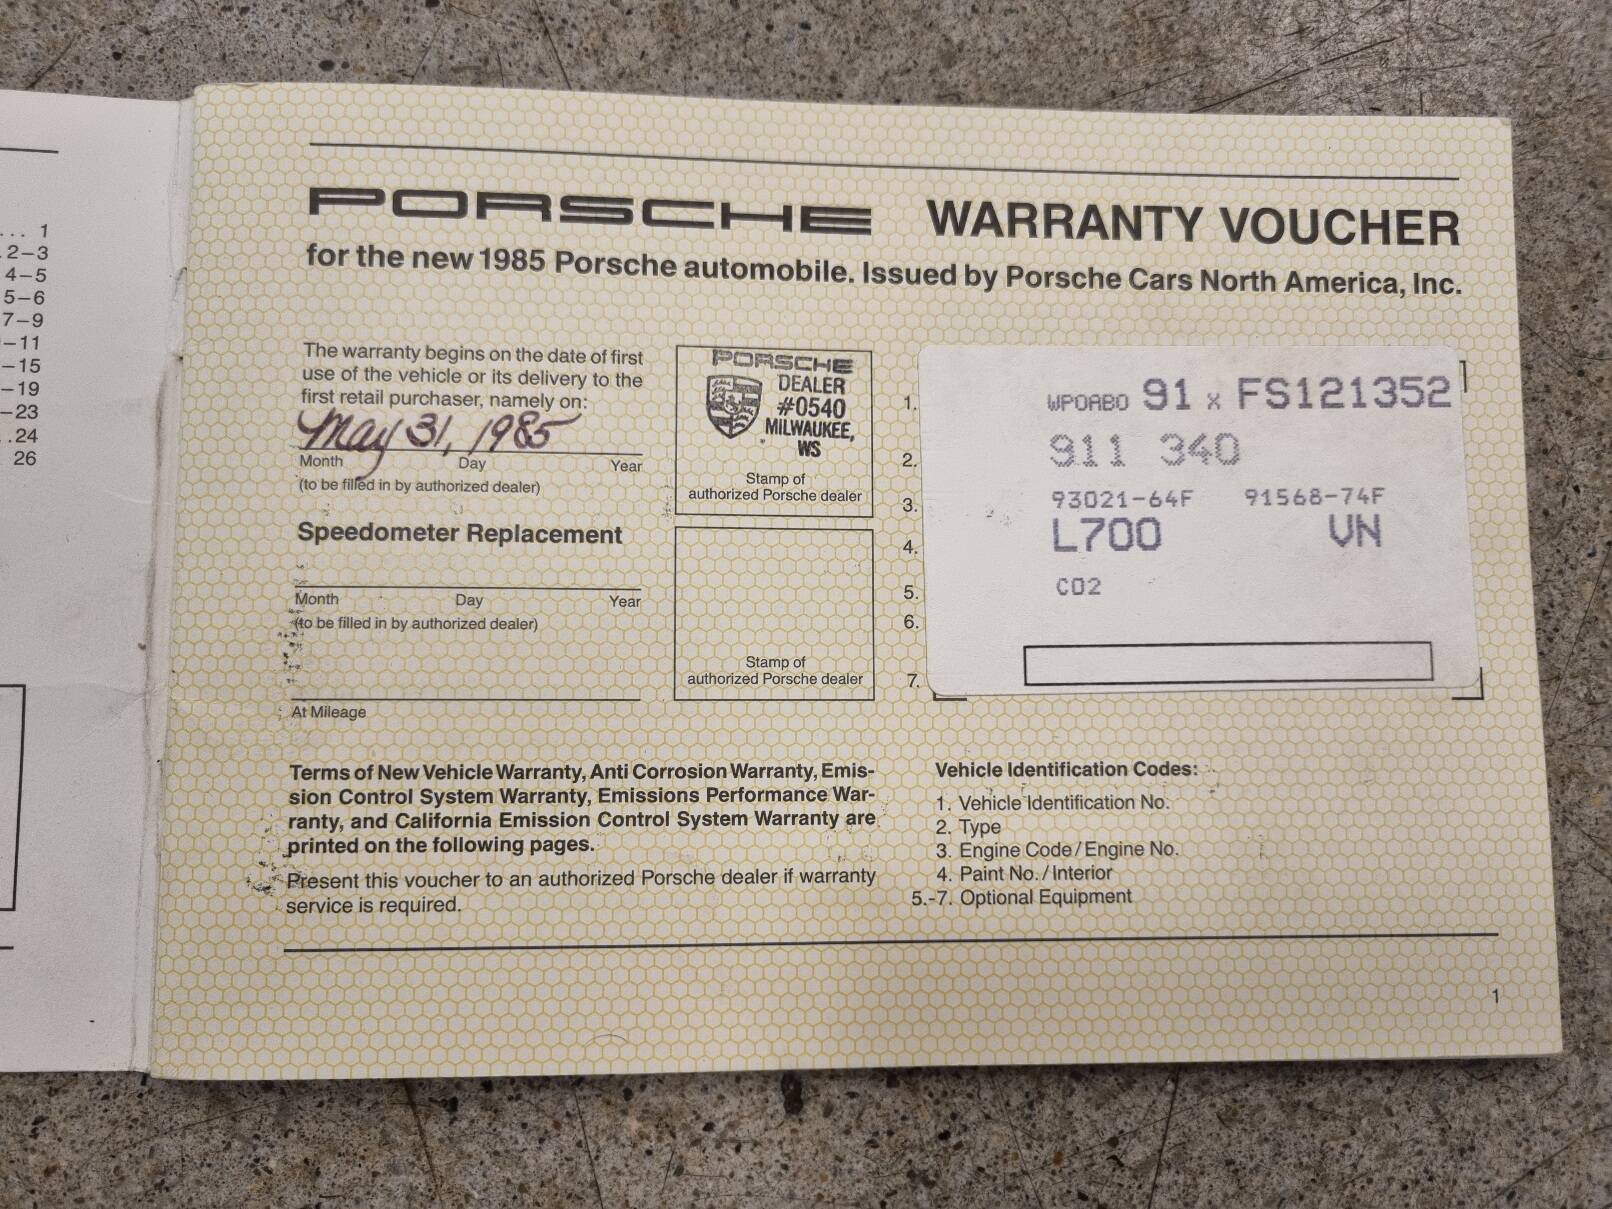 ... 1
.2–3
4–5
5–6
7–9
–11
–15
–19
–23
..24
26
PORSCHE WARRANTY VOUCHER
for the new 1985 Porsche automobile. Issued by Porsche Cars North America, Inc.
The warranty begins on the date of first
use of the vehicle or its delivery to the
first retail purchaser, namely on:
May 31, 1985
Month Day Year
(to be filled in by authorized dealer)
Speedometer Replacement
Month Day Year
(to be filled in by authorized dealer)
At Mileage
PORSCHE
DEALER
#0540
MILWAUKEE,
WS
Stamp of
authorized Porsche dealer
Stamp of
authorized Porsche dealer
1. WPOABO 91 x FS121352
2. 911 340
3. 93021-64F 91568-74F
4. L700 VN
5. C02
6.
7.
Terms of New Vehicle Warranty, Anti Corrosion Warranty, Emis-
sion Control System Warranty, Emissions Performance War-
ranty, and California Emission Control System Warranty are
printed on the following pages.
Present this voucher to an authorized Porsche dealer if warranty
service is required.
Vehicle Identification Codes:
1. Vehicle Identification No.
2. Type
3. Engine Code/Engine No.
4. Paint No./Interior
5.-7. Optional Equipment
1